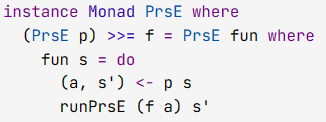 instance Monad PrsE where
  (PrsE p) >>= f = PrsE fun where
    fun s = do
      (a, s') <- p s
      runPrsE (f a) s'